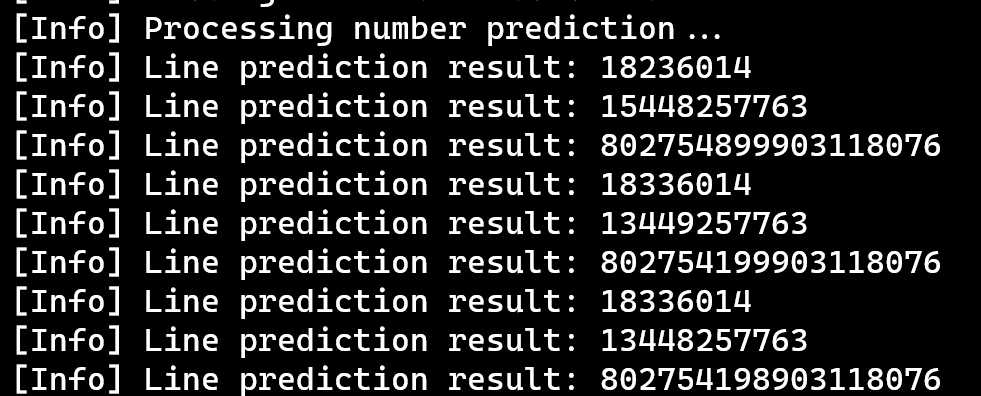 [Info] Processing number prediction...
[Info] Line prediction result: 18236014
[Info] Line prediction result: 15448257763
[Info] Line prediction result: 802754899903118076
[Info] Line prediction result: 18336014
[Info] Line prediction result: 13449257763
[Info] Line prediction result: 802754199903118076
[Info] Line prediction result: 18336014
[Info] Line prediction result: 13448257763
[Info] Line prediction result: 802754198903118076